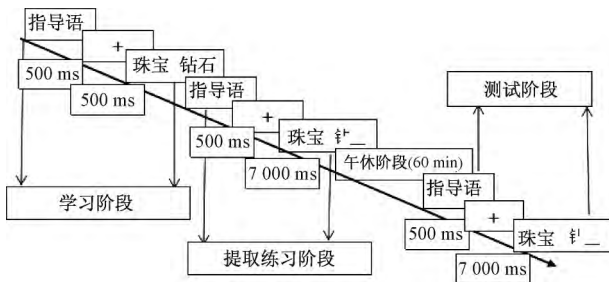 指导语
+
500 ms
珠宝 钻石
500 ms
指导语
+
500 ms
珠宝 钅_
7 000 ms
午休阶段(60 min)
测试阶段
指导语
+
500 ms
珠宝 钅_
7 000 ms
学习阶段
提取练习阶段